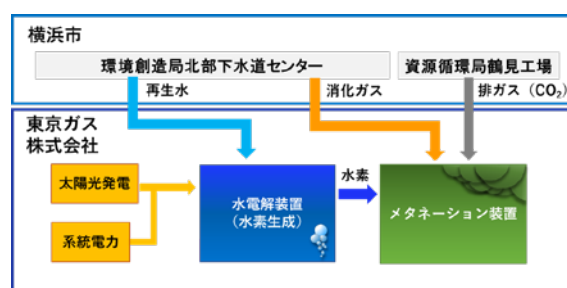 横浜市
環境創造局北部下水道センター
資源循環局鶴見工場
再生水
消化ガス
排ガス（CO₂）
東京ガス
株式会社
太陽光発電
系統電力
水電解装置
（水素生成）
水素
メタネーション装置